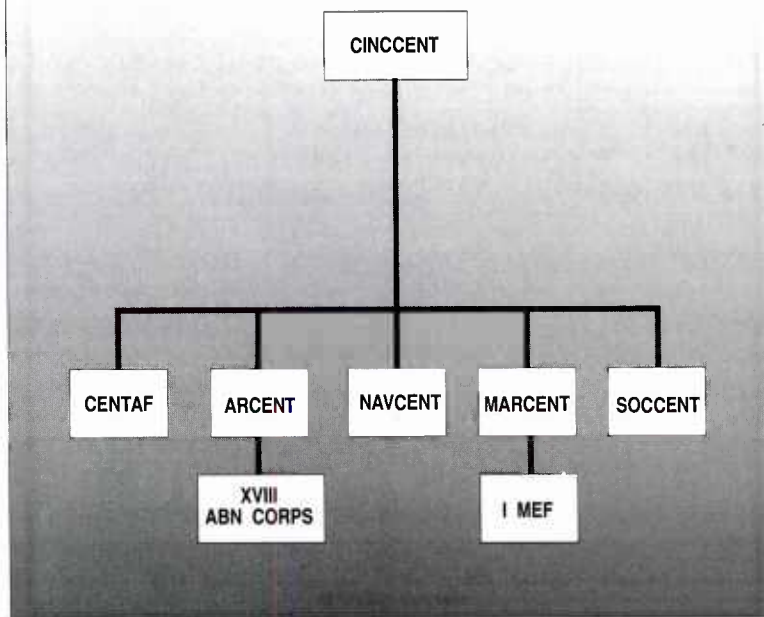 CINCCENT
CENTAF
ARCENT
NAVCENT
MARCENT
SOCCENT
XVIII
ABN CORPS
I MEF